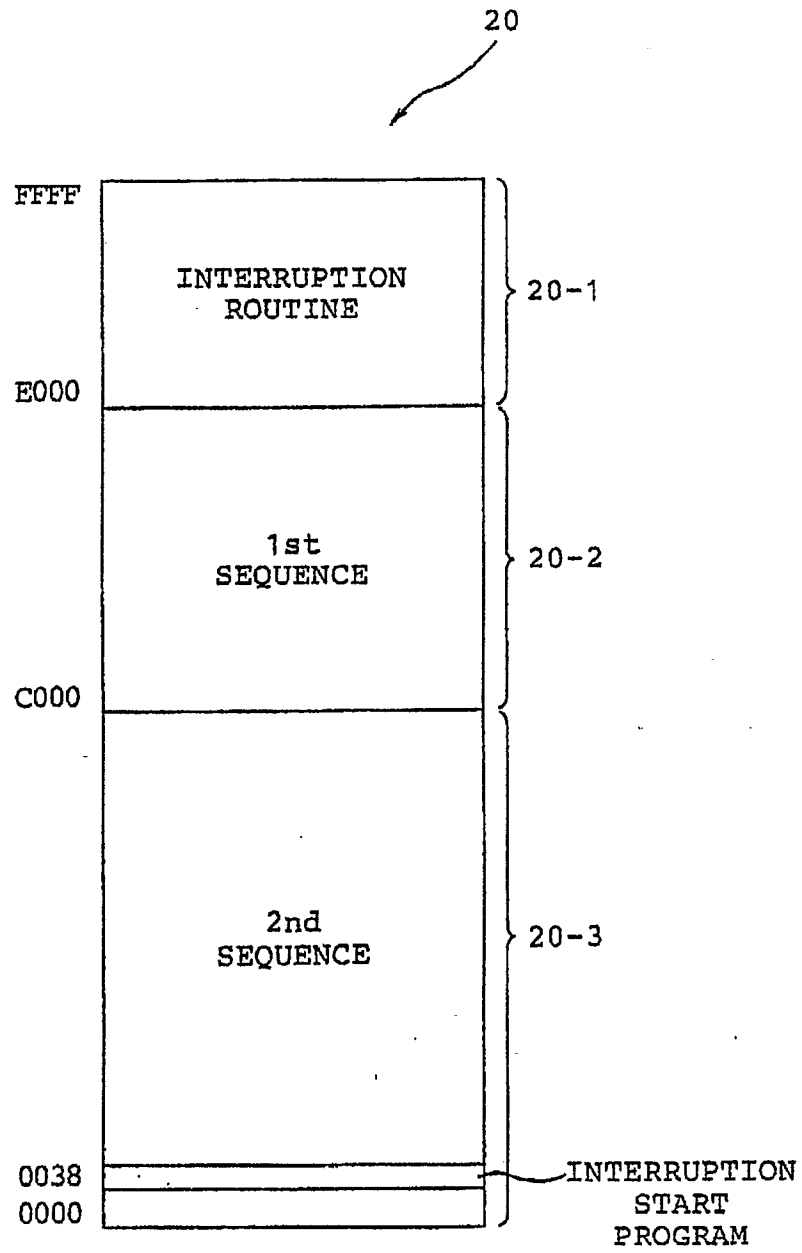 20
FFFF
INTERRUPTION
ROUTINE
20-1
E000
1st
SEQUENCE
20-2
C000
2nd
SEQUENCE
20-3
0038
0000
INTERRUPTION
START
PROGRAM